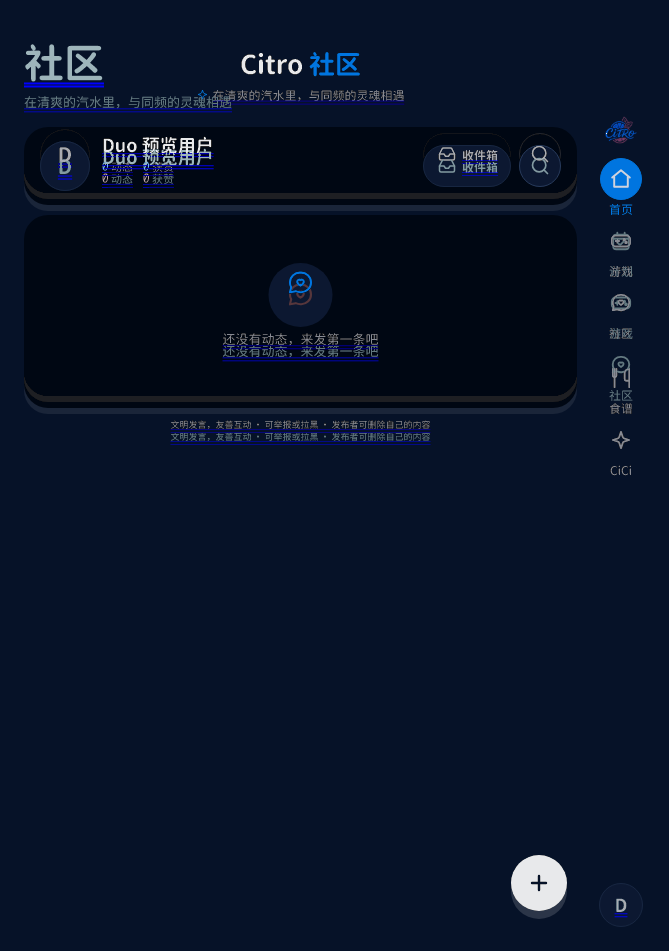 社区
Citro 社区
在清爽的汽水里，与同频的灵魂相遇
在清爽的汽水里，与同频的灵魂相遇
Citro
Duo 预览用户
Duo 预览用户
0 动态 0 获赞
0 动态 0 获赞
收件箱
收件箱
首页
社区
食谱
CiCi
还没有动态，来发第一条吧
还没有动态，来发第一条吧
文明发言，友善互动 · 可举报或拉黑 · 发布者可删除自己的内容
文明发言，友善互动 · 可举报或拉黑 · 发布者可删除自己的内容
D